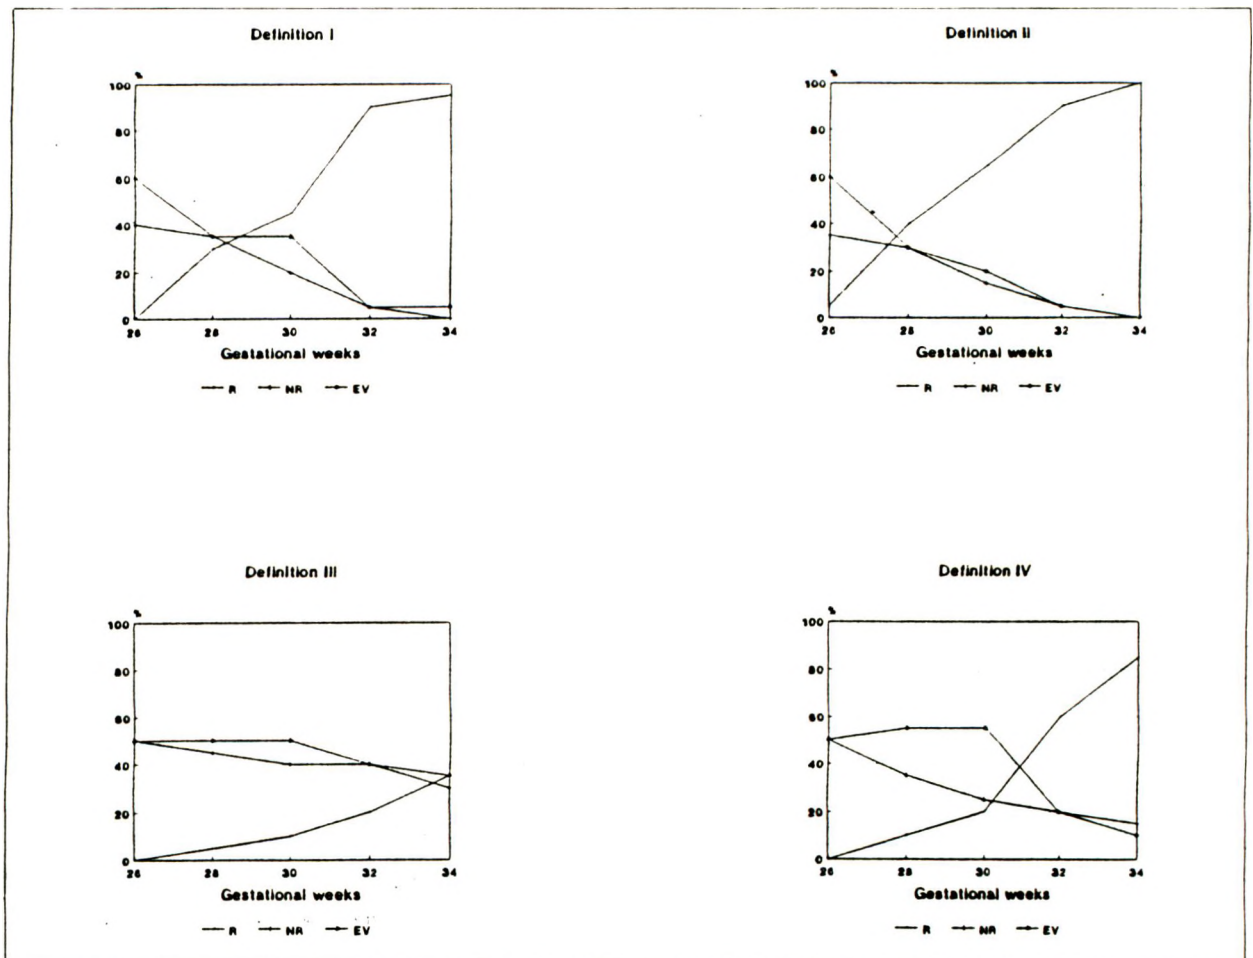 Definition I
%
100
80
60
40
20
0
26 28 30 32 34
Gestational weeks
R NR EV
Definition II
%
100
80
60
40
20
0
26 28 30 32 34
Gestational weeks
R NR EV
Definition III
%
100
80
60
40
20
0
26 28 30 32 34
Gestational weeks
R NR EV
Definition IV
%
100
80
60
40
20
0
26 28 30 32 34
Gestational weeks
R NR EV